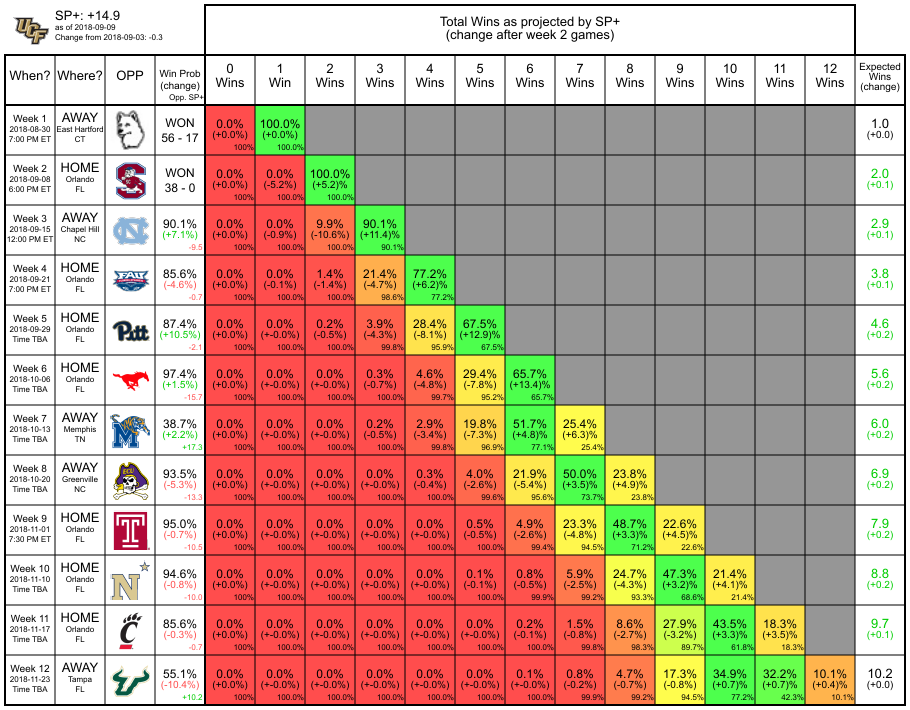 UCF SP+: +14.9
as of 2018-09-09
Change from 2018-09-03: -0.3
Total Wins as projected by SP+
(change after week 2 games)
When? Where? OPP Win Prob (change) Opp. SP+ 0 Wins 1 Win 2 Wins 3 Wins 4 Wins 5 Wins 6 Wins 7 Wins 8 Wins 9 Wins 10 Wins 11 Wins 12 Wins Expected Wins (change)
Week 1 AWAY WON 0.0% 100.0% 1.0
2018-08-30 East Hartford 56 - 17 (+0.0%) (+0.0%) (+0.0)
7:00 PM ET CT 100% 100.0%
Week 2 HOME WON 0.0% 0.0% 100.0% 2.0
2018-09-08 Orlando 38 - 0 (+0.0%) (-5.2%) (+5.2)% (+0.1)
6:00 PM ET FL S 100% 100.0% 100.0%
Week 3 AWAY 90.1% 0.0% 0.0% 9.9% 90.1% 2.9
2018-09-15 Chapel Hill NC (+7.1%) (+0.0%) (-0.9%) (-10.6%) (+11.4)% (+0.1)
12:00 PM ET NC -9.5 100% 100.0% 100.0% 90.1%
Week 4 HOME 85.6% 0.0% 0.0% 1.4% 21.4% 77.2% 3.8
2018-09-21 Orlando FAU (-4.6%) (+0.0%) (-0.1%) (-1.4%) (-4.7%) (+6.2)% (+0.1)
7:00 PM ET FL -0.7 100% 100.0% 100.0% 98.6% 77.2%
Week 5 HOME 87.4% 0.0% 0.0% 0.2% 3.9% 28.4% 67.5% 4.6
2018-09-29 Orlando Pitt (+10.5%) (+0.0%) (+-0.0%) (-0.5%) (-4.3%) (-8.1%) (+12.9)% (+0.2)
Time TBA FL -2.1 100% 100.0% 100.0% 99.8% 95.9% 67.5%
Week 6 HOME 97.4% 0.0% 0.0% 0.0% 0.3% 4.6% 29.4% 65.7% 5.6
2018-10-06 Orlando (+1.5%) (+0.0%) (+-0.0%) (+-0.0%) (-0.7%) (-4.8%) (-7.8%) (+13.4)% (+0.2)
Time TBA FL -15.7 100% 100.0% 100.0% 100.0% 99.7% 95.2% 65.7%
Week 7 AWAY 38.7% 0.0% 0.0% 0.0% 0.2% 2.9% 19.8% 51.7% 25.4% 6.0
2018-10-13 Memphis M (+2.2%) (+0.0%) (+-0.0%) (+-0.0%) (-0.5%) (-3.4%) (-7.3%) (+4.8)% (+6.3)% (+0.2)
Time TBA TN +17.3 100% 100.0% 100.0% 100.0% 99.8% 96.9% 77.1% 25.4%
Week 8 AWAY 93.5% 0.0% 0.0% 0.0% 0.0% 0.3% 4.0% 21.9% 50.0% 23.8% 6.9
2018-10-20 Greenville ECU (-5.3%) (+0.0%) (+-0.0%) (+-0.0%) (+-0.0%) (-0.4%) (-2.6%) (-5.4%) (+3.5)% (+4.9)% (+0.2)
Time TBA NC -13.3 100% 100.0% 100.0% 100.0% 100.0% 99.6% 95.6% 73.7% 23.8%
Week 9 HOME 95.0% 0.0% 0.0% 0.0% 0.0% 0.0% 0.5% 4.9% 23.3% 48.7% 22.6% 7.9
2018-11-01 Orlando T (-0.7%) (+0.0%) (+-0.0%) (+-0.0%) (+-0.0%) (+-0.0%) (-0.5%) (-2.6%) (-4.8%) (+3.3)% (+4.5)% (+0.2)
7:30 PM ET FL -10.5 100% 100.0% 100.0% 100.0% 100.0% 100.0% 99.4% 94.5% 71.2% 22.6%
Week 10 HOME 94.6% 0.0% 0.0% 0.0% 0.0% 0.0% 0.1% 0.8% 5.9% 24.7% 47.3% 21.4% 8.8
2018-11-10 Orlando N (-0.8%) (+0.0%) (+-0.0%) (+-0.0%) (+-0.0%) (+-0.0%) (-0.1%) (-0.5%) (-2.5%) (-4.3%) (+3.2)% (+4.1)% (+0.2)
Time TBA FL -10.0 100% 100.0% 100.0% 100.0% 100.0% 100.0% 99.9% 99.2% 93.3% 68.6% 21.4%
Week 11 HOME 85.6% 0.0% 0.0% 0.0% 0.0% 0.0% 0.0% 0.2% 1.5% 8.6% 27.9% 43.5% 18.3% 9.7
2018-11-17 Orlando C (-0.3%) (+0.0%) (+-0.0%) (+-0.0%) (+-0.0%) (+-0.0%) (+-0.0%) (-0.1%) (-0.8%) (-2.7%) (-3.2%) (+3.3)% (+3.5)% (+0.1)
Time TBA FL -0.7 100% 100.0% 100.0% 100.0% 100.0% 100.0% 100.0% 99.8% 98.3% 89.7% 61.8% 18.3%
Week 12 AWAY 55.1% 0.0% 0.0% 0.0% 0.0% 0.0% 0.0% 0.1% 0.8% 4.7% 17.3% 34.9% 32.2% 10.1% 10.2
2018-11-23 Tampa U (-10.4%) (+0.0%) (+-0.0%) (+-0.0%) (+-0.0%) (+-0.0%) (+-0.0%) (+-0.0%) (-0.2%) (-0.7%) (-0.8%) (+0.7)% (+0.7)% (+0.4)% (+0.0)
Time TBA FL +10.2 100% 100.0% 100.0% 100.0% 100.0% 100.0% 100.0% 99.9% 99.2% 94.5% 77.2% 42.3% 10.1%